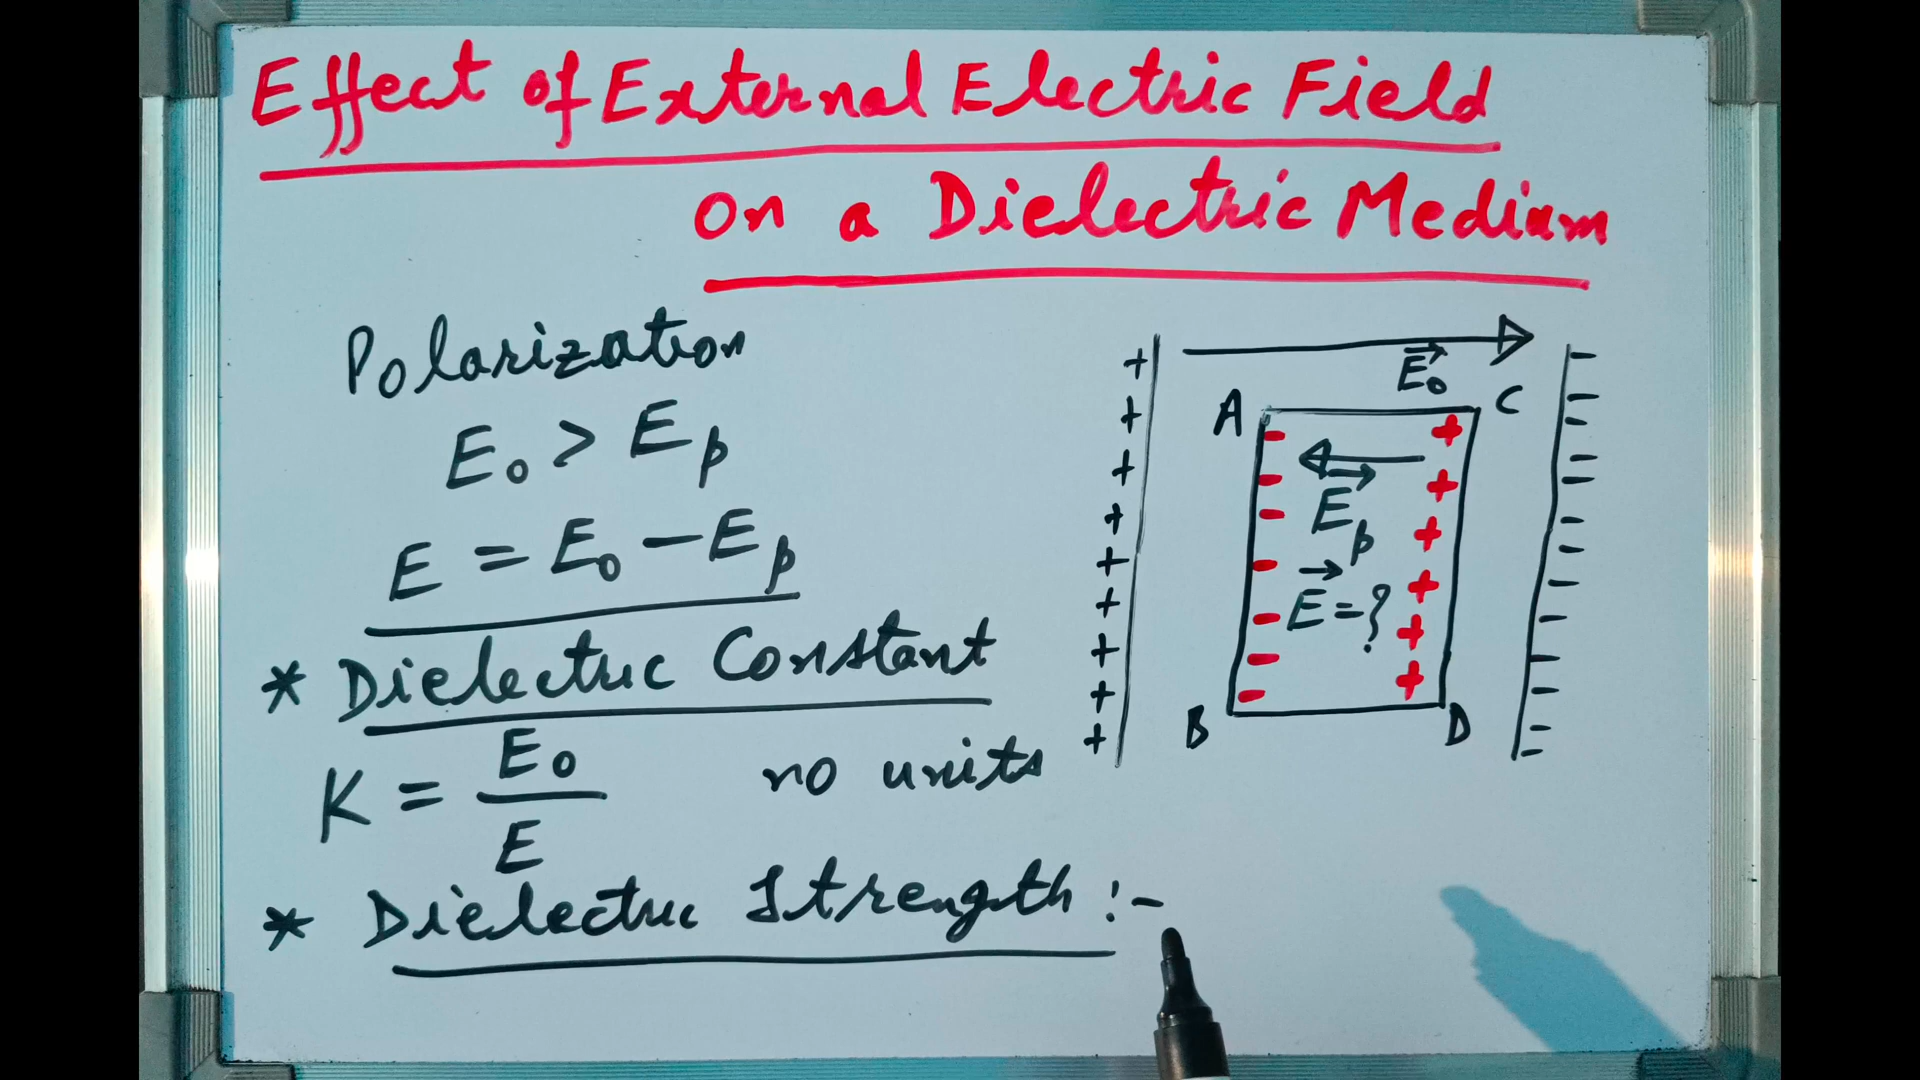 Effect of External Electric Field
on a Dielectric Medium
Polarization
E₀ > Eₚ
E = E₀ − Eₚ
* Dielectric Constant
K = E₀/E no units
* Dielectric Strength :-
E₀
A C
Eₚ
E = ?
B D